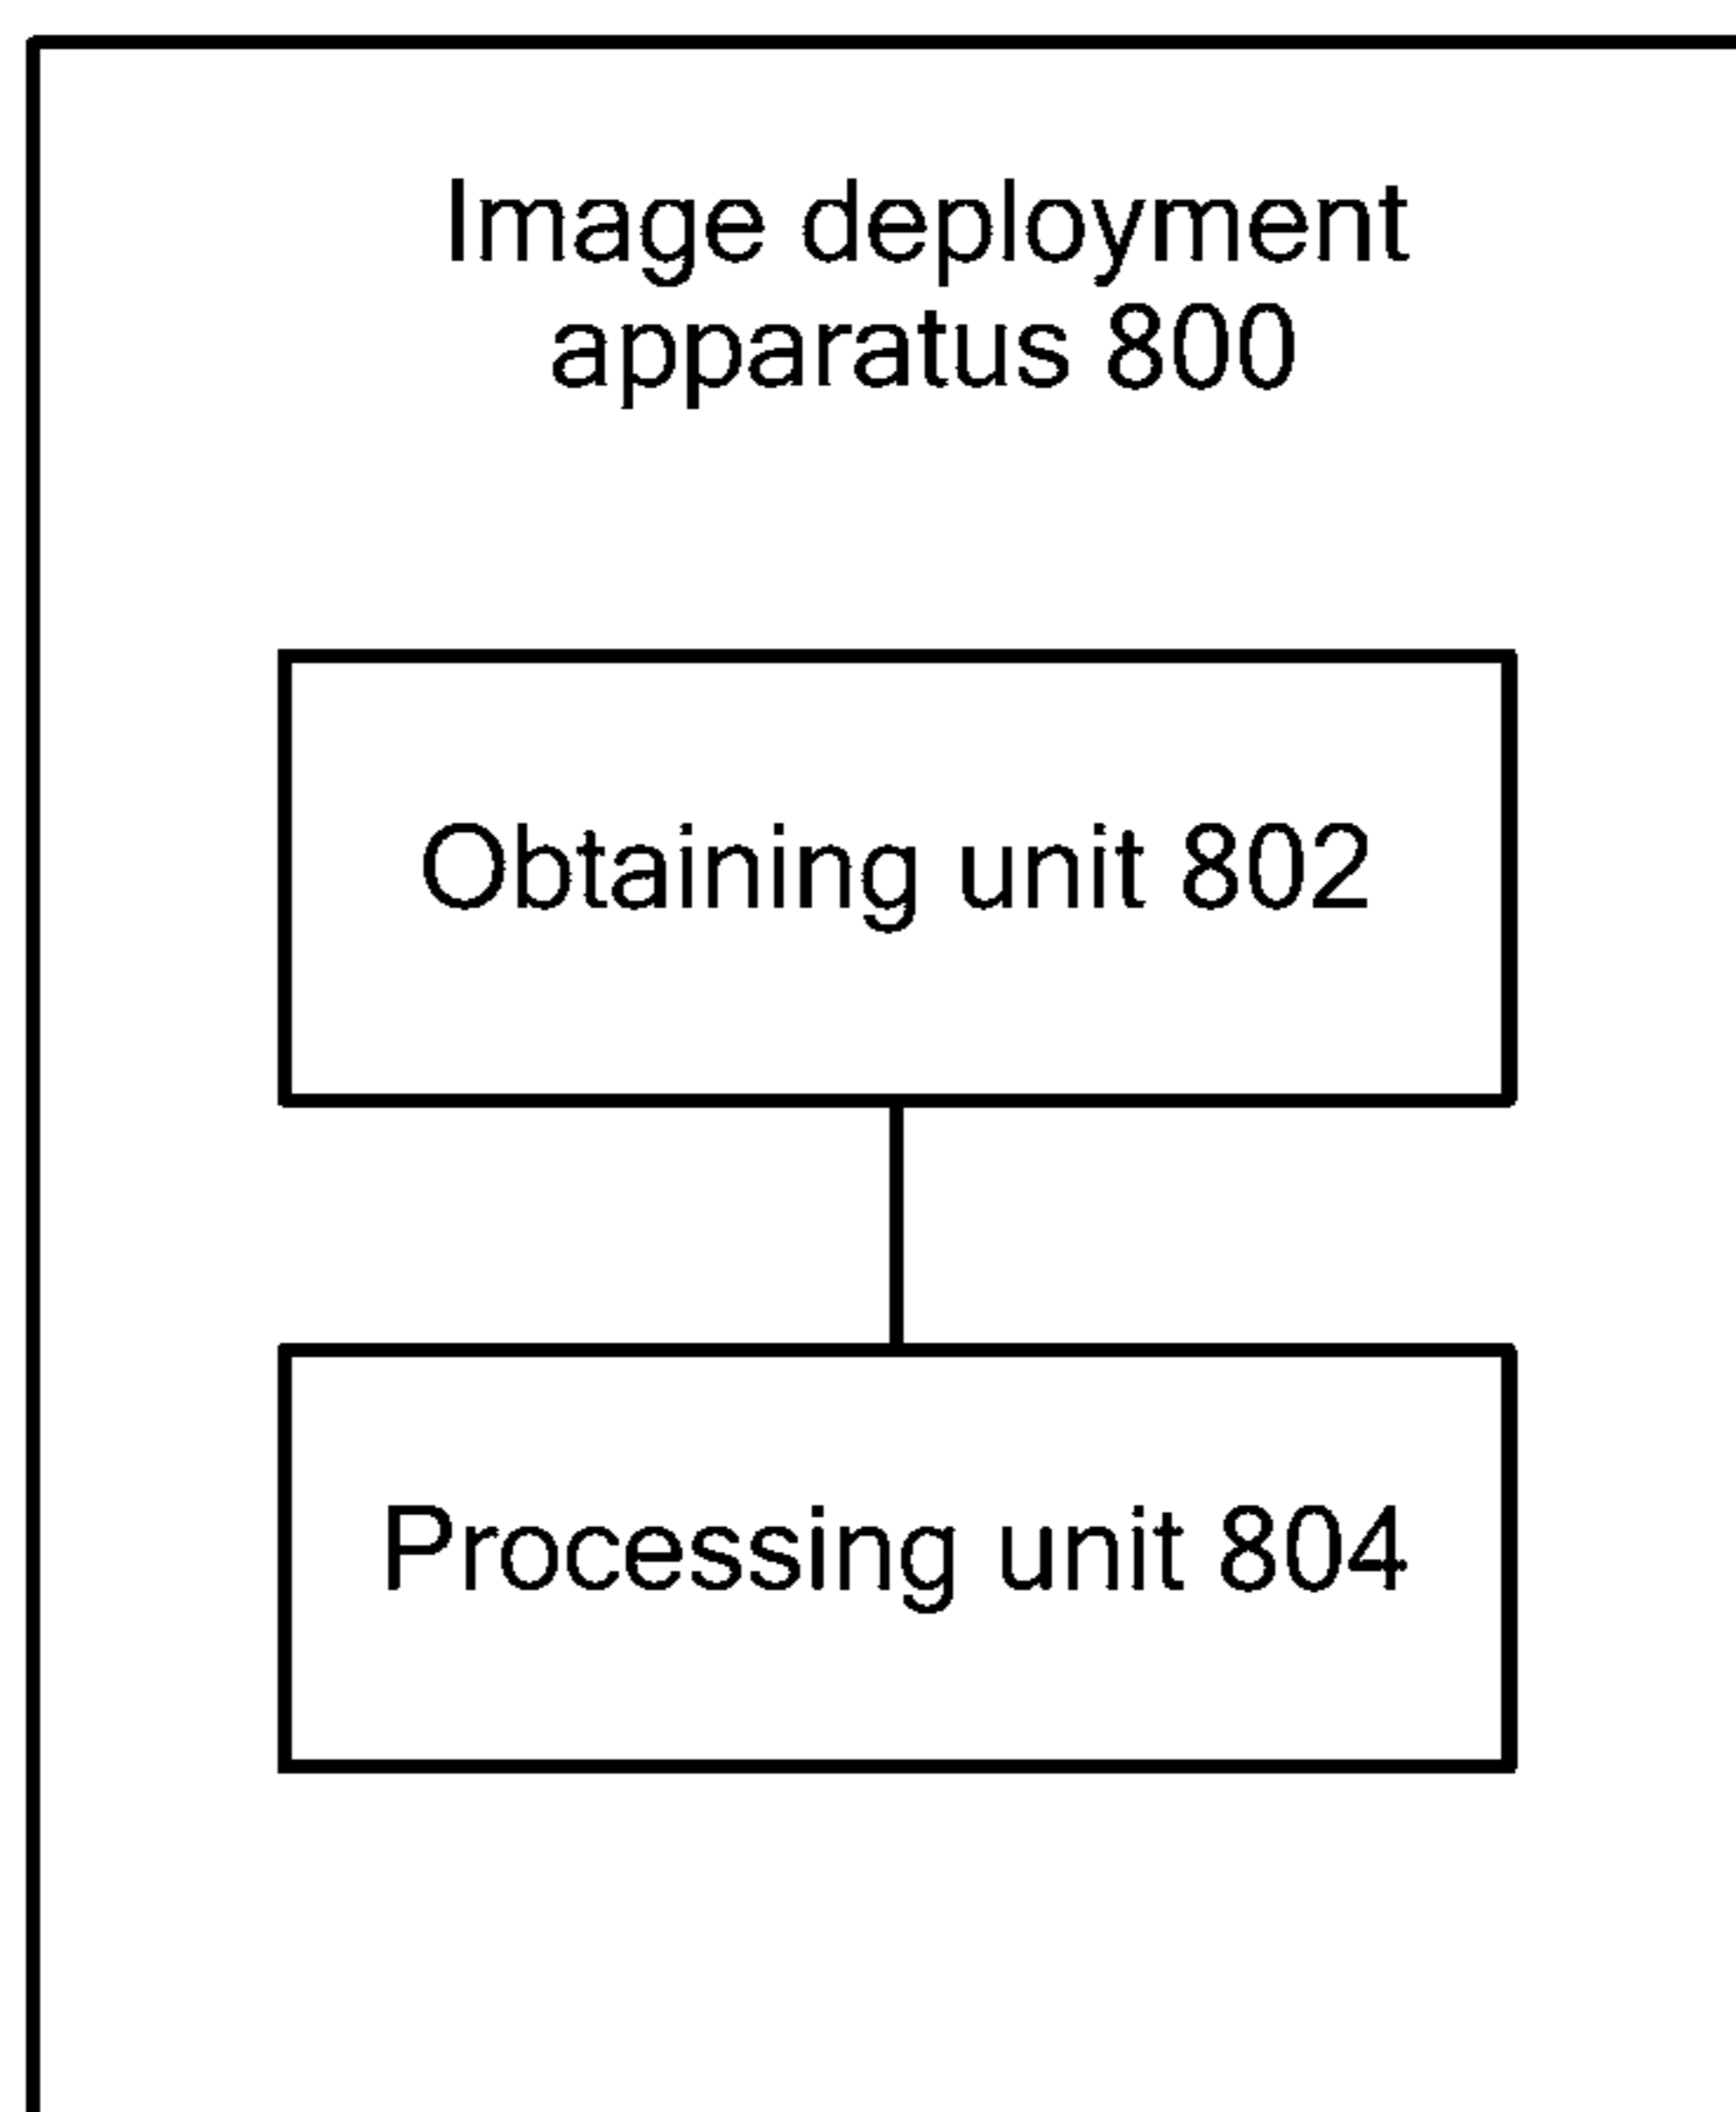 Image deployment
apparatus 800
Obtaining unit 802
Processing unit 804